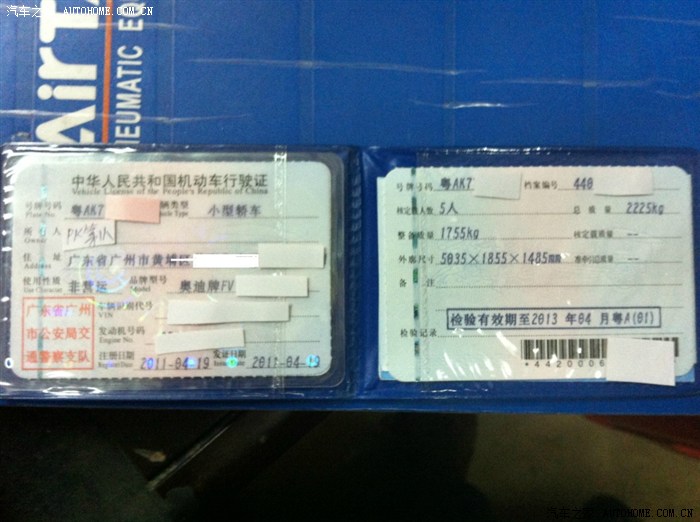 汽车之家 AUTOHOME.COM.CN
AirT
PNEUMATIC E
中华人民共和国机动车行驶证
Vehicle License of the People's Republic of China
号牌号码 粤AK7 车辆类型 小型轿车
Plate No. Vehicle Type
所有人 PK
Owner
住址 广东省广州市黄埔区
Address
使用性质 非营运 品牌型号 奥迪牌FV
Use Character Model
广东省广州
市公安局交
通警察支队
车辆识别代号
VIN
发动机号码
Engine No.
注册日期 2011-04-19 发证日期 2011-04-19
Register Date Issue Date
号牌号码 粤AK7 档案编号 440
核定载人数 5人 总质量 2225kg
整备质量 1755kg 核定载质量 --
外廓尺寸 5035×1855×1485mm 准牵引总质量 --
备注
检验有效期至2013年04月粤A(01)
检验记录
*4420006
汽车之家 AUTOHOME.COM.CN